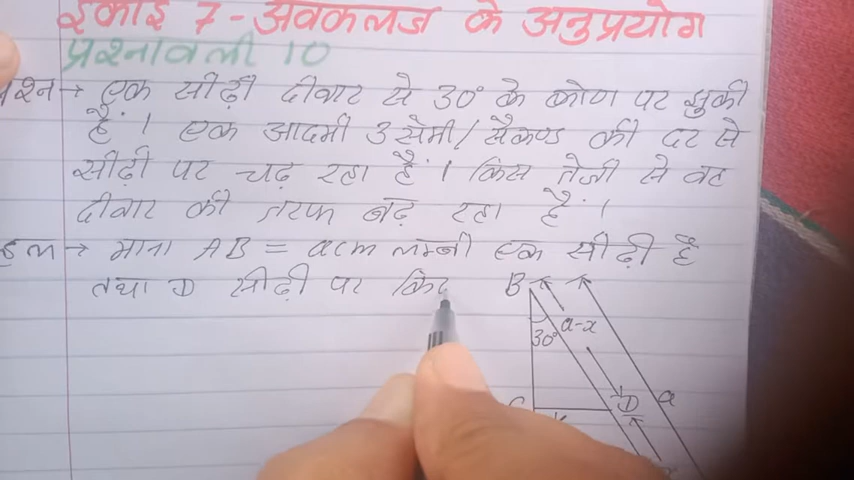 इकाई 7 - अवकलज के अनुप्रयोग
प्रश्नावली 10
प्रश्न → एक सीढ़ी दीवार से 30° के कोण पर झुकी
है। एक आदमी 3 सेमी/सैकण्ड की दर से
सीढ़ी पर चढ़ रहा है। किस तेजी से वह
दीवार की तरफ बढ़ रहा है।
हल → माना AB = acm लम्बी एक सीढ़ी है
तथा D सीढ़ी पर
B
a-x
30°
D
a
C